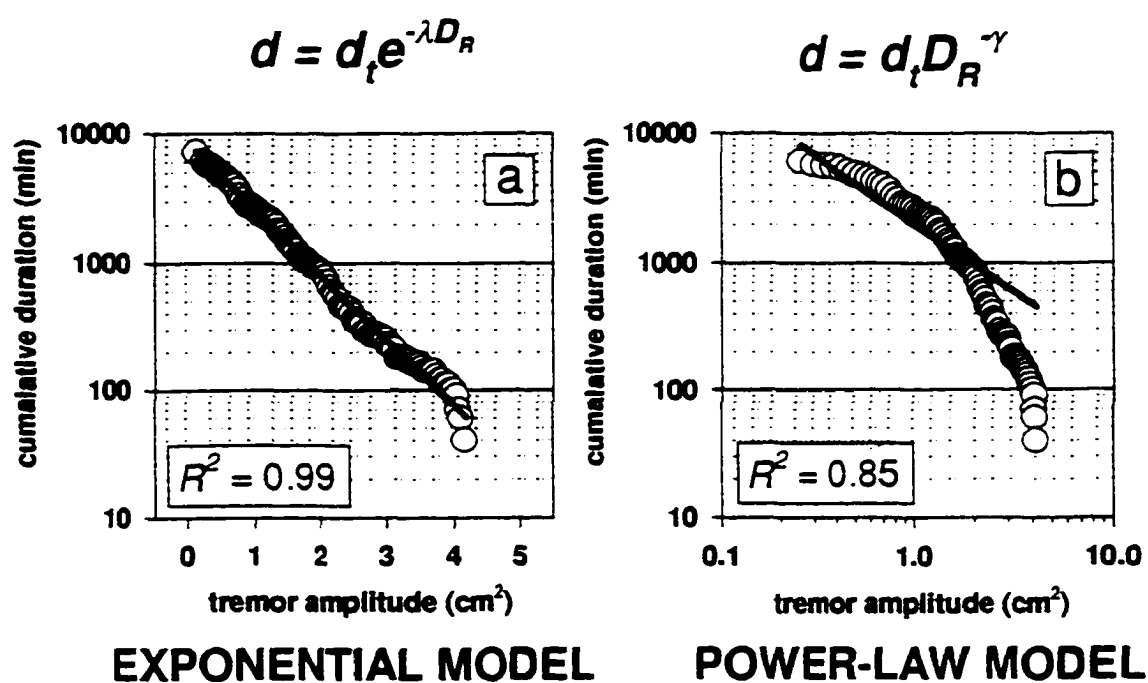 d = d_t e^{-λD_R}
d = d_t D_R^{-γ}
cumalative duration (min)
10000
1000
100
10
a
R² = 0.99
0 1 2 3 4 5
tremor amplitude (cm²)
EXPONENTIAL MODEL
cumalative duration (min)
10000
1000
100
10
b
R² = 0.85
0.1 1.0 10.0
tremor amplitude (cm²)
POWER-LAW MODEL